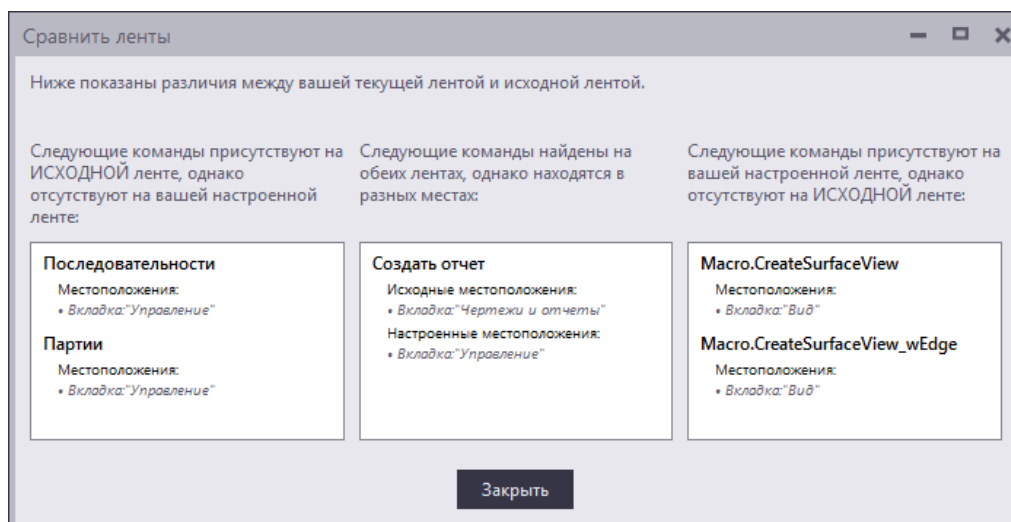 Сравнить ленты
Ниже показаны различия между вашей текущей лентой и исходной лентой.
Следующие команды присутствуют на
ИСХОДНОЙ ленте, однако
отсутствуют на вашей настроенной
ленте:
Последовательности
Местоположения:
• Вкладка:"Управление"
Партии
Местоположения:
• Вкладка:"Управление"
Следующие команды найдены на
обеих лентах, однако находятся в
разных местах:
Создать отчет
Исходные местоположения:
• Вкладка:"Чертежи и отчеты"
Настроенные местоположения:
• Вкладка:"Управление"
Следующие команды присутствуют на
вашей настроенной ленте, однако
отсутствуют на ИСХОДНОЙ ленте:
Macro.CreateSurfaceView
Местоположения:
• Вкладка:"Вид"
Macro.CreateSurfaceView_wEdge
Местоположения:
• Вкладка:"Вид"
Закрыть